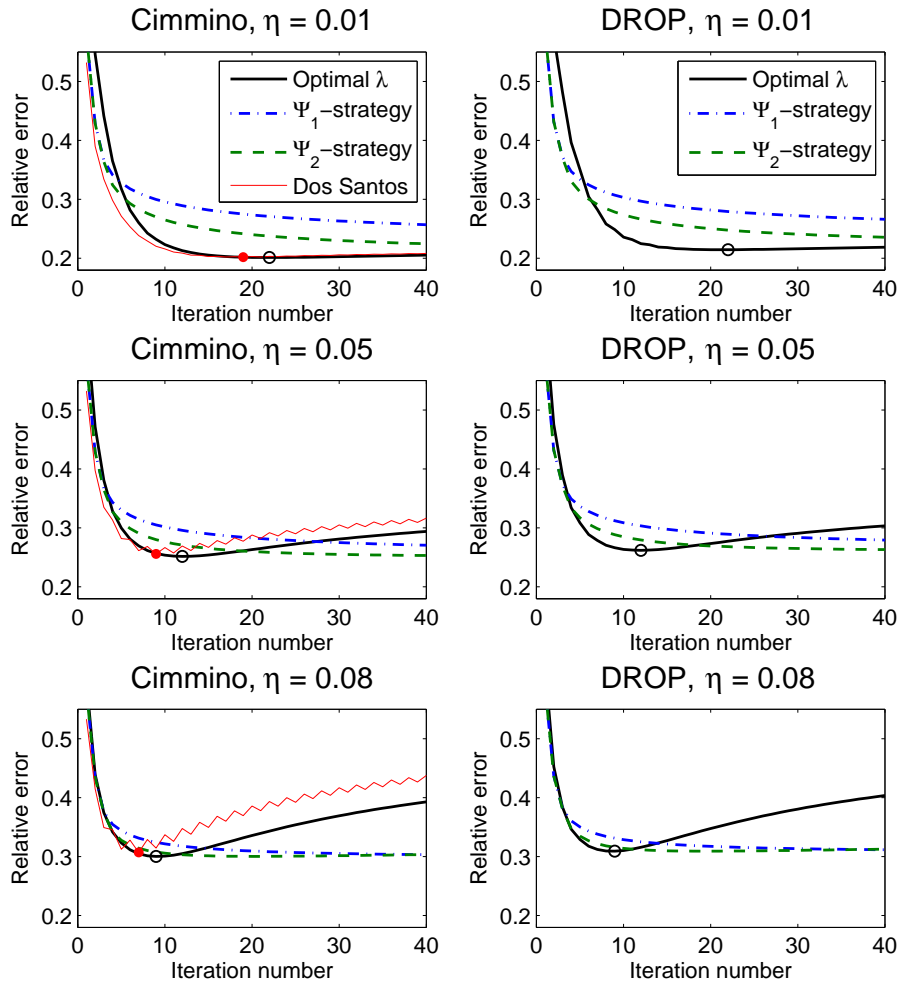 Cimmino, η = 0.01
0.5
0.4
0.3
0.2
Relative error
Optimal λ
Ψ1−strategy
Ψ2−strategy
Dos Santos
0 10 20 30 40
Iteration number
DROP, η = 0.01
0.5
0.4
0.3
0.2
Relative error
Optimal λ
Ψ1−strategy
Ψ2−strategy
0 10 20 30 40
Iteration number
Cimmino, η = 0.05
0.5
0.4
0.3
0.2
Relative error
0 10 20 30 40
Iteration number
DROP, η = 0.05
0.5
0.4
0.3
0.2
Relative error
0 10 20 30 40
Iteration number
Cimmino, η = 0.08
0.5
0.4
0.3
0.2
Relative error
0 10 20 30 40
Iteration number
DROP, η = 0.08
0.5
0.4
0.3
0.2
Relative error
0 10 20 30 40
Iteration number